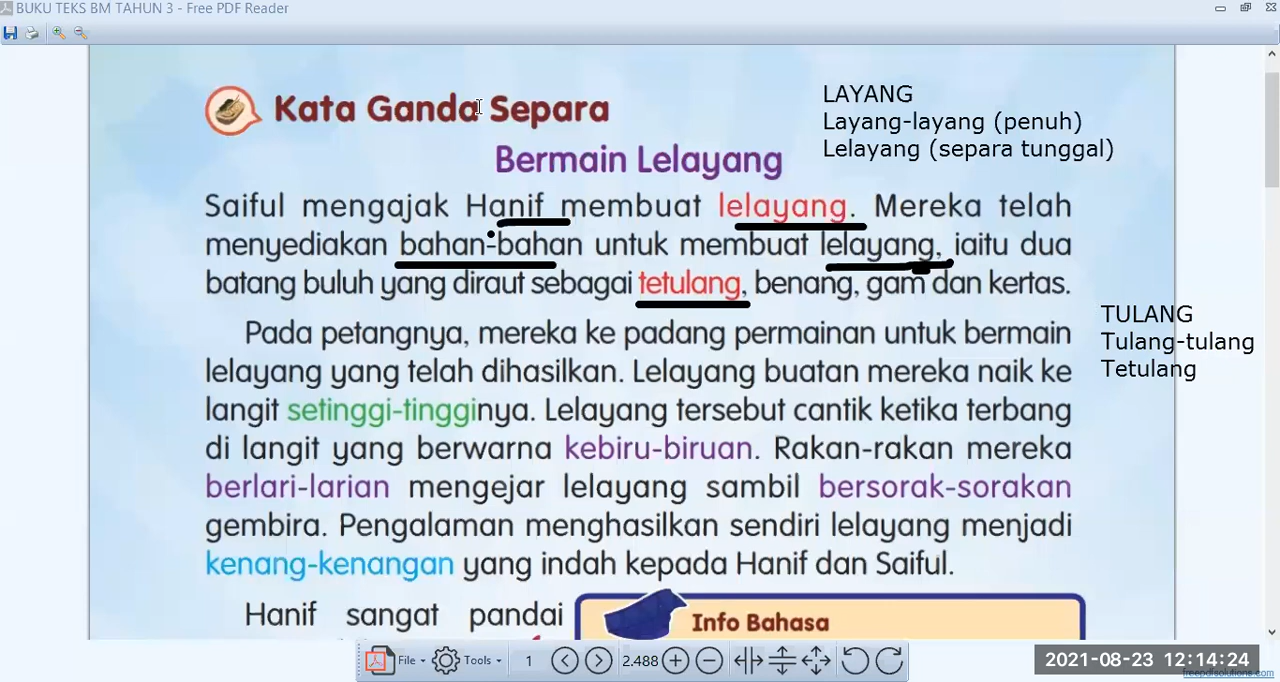 BUKU TEKS BM TAHUN 3 - Free PDF Reader
Kata Ganda Separa
LAYANG
Layang-layang (penuh)
Lelayang (separa tunggal)
Bermain Lelayang
Saiful mengajak Hanif membuat lelayang. Mereka telah
menyediakan bahan-bahan untuk membuat lelayang, iaitu dua
batang buluh yang diraut sebagai tetulang, benang, gam dan kertas.
TULANG
Tulang-tulang
Tetulang
Pada petangnya, mereka ke padang permainan untuk bermain
lelayang yang telah dihasilkan. Lelayang buatan mereka naik ke
langit setinggi-tingginya. Lelayang tersebut cantik ketika terbang
di langit yang berwarna kebiru-biruan. Rakan-rakan mereka
berlari-larian mengejar lelayang sambil bersorak-sorakan
gembira. Pengalaman menghasilkan sendiri lelayang menjadi
kenang-kenangan yang indah kepada Hanif dan Saiful.
Hanif sangat pandai
Info Bahasa
File
Tools
1
2.488
2021-08-23 12:14:24
freepdfsolutions.com